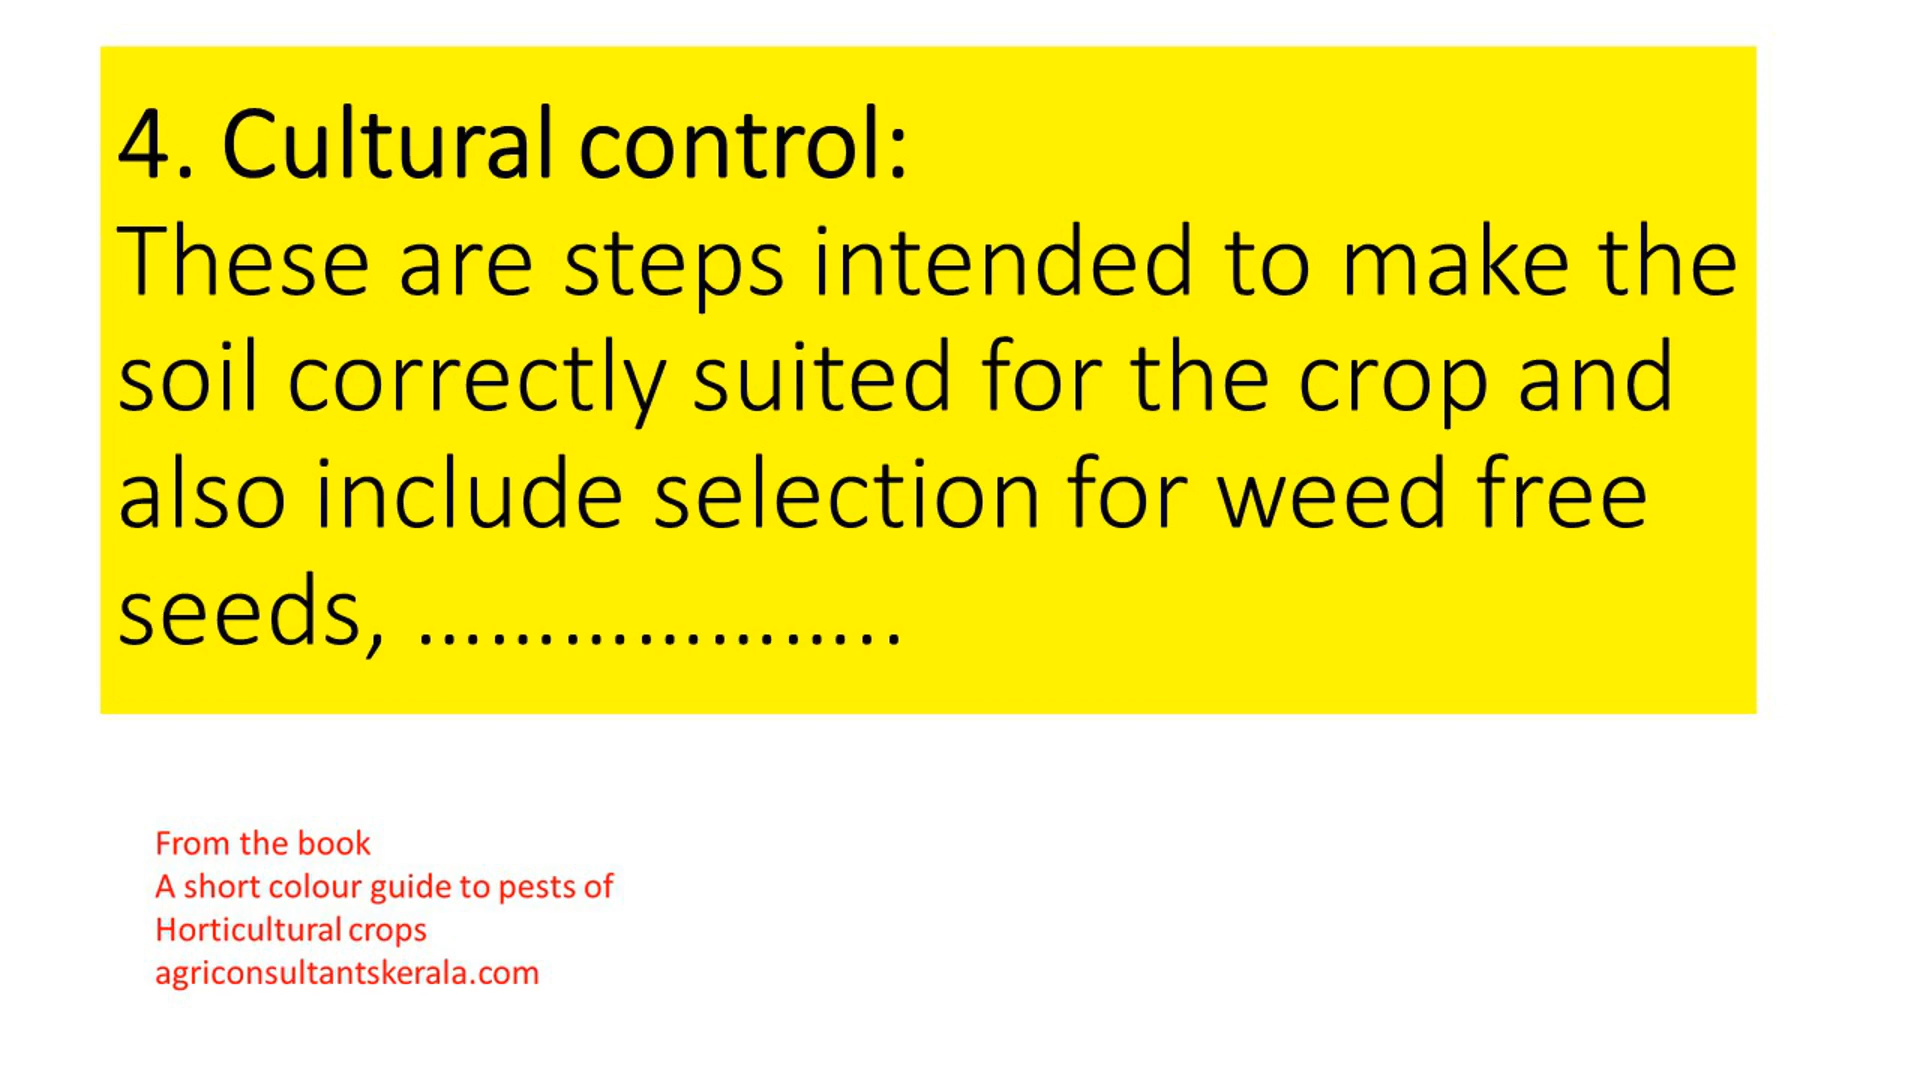 4. Cultural control:
These are steps intended to make the
soil correctly suited for the crop and
also include selection for weed free
seeds, ………………..
From the book
A short colour guide to pests of
Horticultural crops
agriconsultantskerala.com